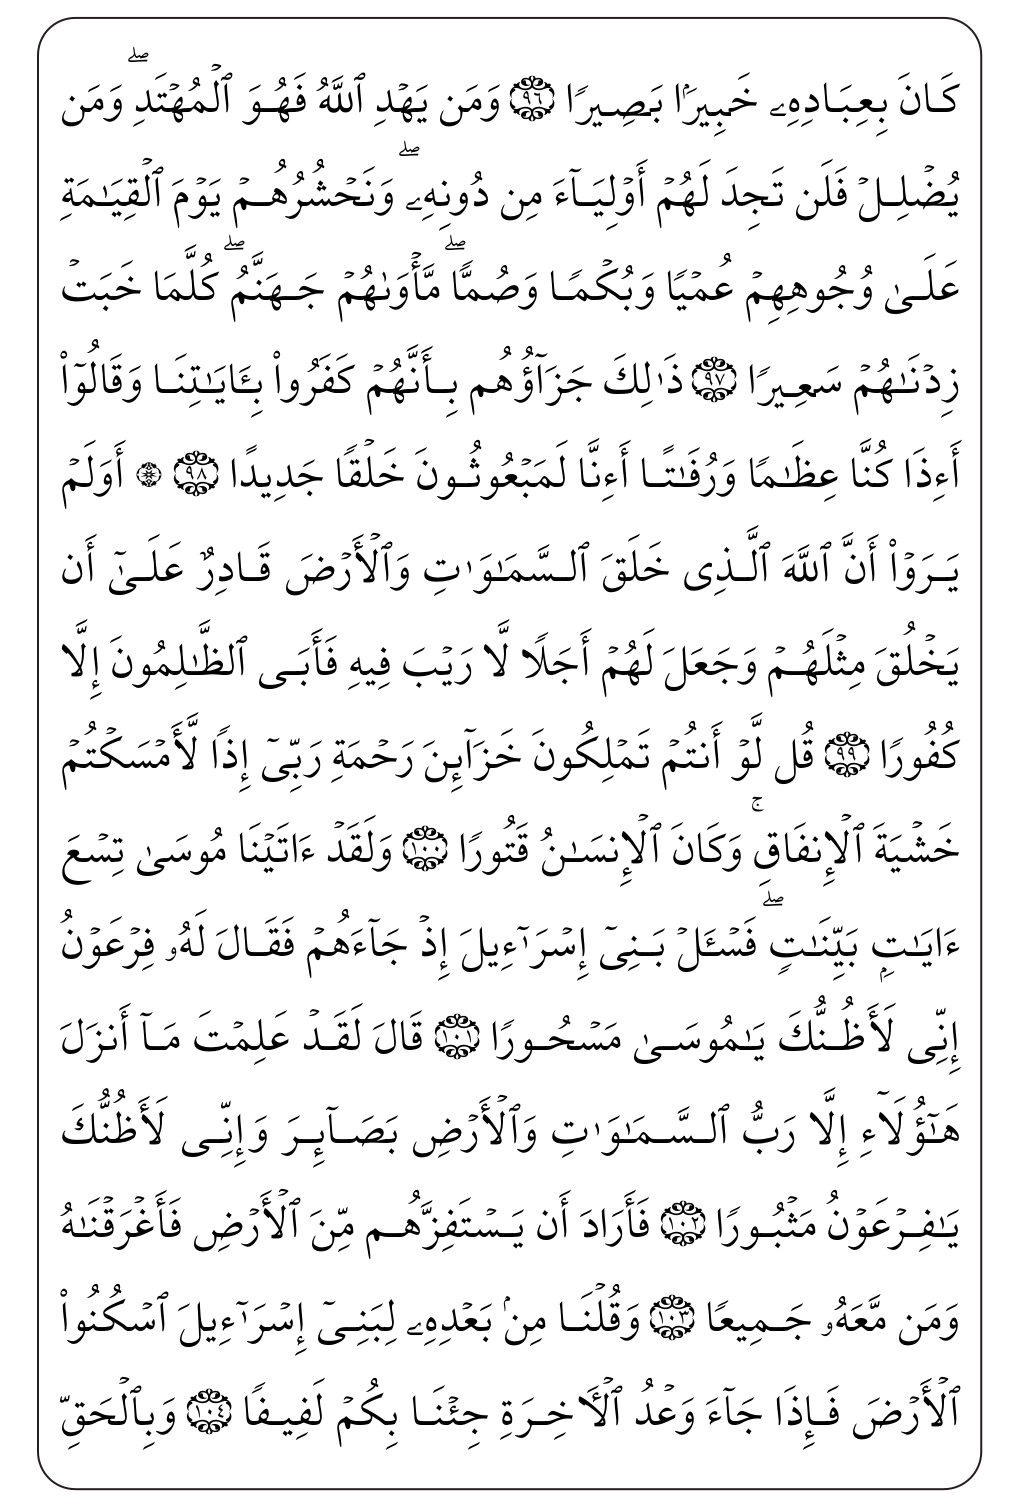 كَانَ بِعِبَادِهِۦ خَبِيرَۢا بَصِيرٗا ٩٦ وَمَن يَهۡدِ ٱللَّهُ فَهُوَ ٱلۡمُهۡتَدِۖ وَمَن
يُضۡلِلۡ فَلَن تَجِدَ لَهُمۡ أَوۡلِيَآءَ مِن دُونِهِۦۖ وَنَحۡشُرُهُمۡ يَوۡمَ ٱلۡقِيَٰمَةِ
عَلَىٰ وُجُوهِهِمۡ عُمۡيٗا وَبُكۡمٗا وَصُمّٗاۖ مَّأۡوَىٰهُمۡ جَهَنَّمُۖ كُلَّمَا خَبَتۡ
زِدۡنَٰهُمۡ سَعِيرٗا ٩٧ ذَٰلِكَ جَزَآؤُهُم بِأَنَّهُمۡ كَفَرُواْ بِـَٔايَٰتِنَا وَقَالُوٓاْ
أَءِذَا كُنَّا عِظَٰمٗا وَرُفَٰتًا أَءِنَّا لَمَبۡعُوثُونَ خَلۡقٗا جَدِيدًا ٩٨ ۞ أَوَلَمۡ
يَرَوۡاْ أَنَّ ٱللَّهَ ٱلَّذِى خَلَقَ ٱلسَّمَٰوَٰتِ وَٱلۡأَرۡضَ قَادِرٌ عَلَىٰٓ أَن
يَخۡلُقَ مِثۡلَهُمۡ وَجَعَلَ لَهُمۡ أَجَلٗا لَّا رَيۡبَ فِيهِ فَأَبَى ٱلظَّٰلِمُونَ إِلَّا
كُفُورٗا ٩٩ قُل لَّوۡ أَنتُمۡ تَمۡلِكُونَ خَزَآئِنَ رَحۡمَةِ رَبِّىٓ إِذٗا لَّأَمۡسَكۡتُمۡ
خَشۡيَةَ ٱلۡإِنفَاقِۚ وَكَانَ ٱلۡإِنسَٰنُ قَتُورٗا ١٠٠ وَلَقَدۡ ءَاتَيۡنَا مُوسَىٰ تِسۡعَ
ءَايَٰتِۭ بَيِّنَٰتٖۖ فَسۡـَٔلۡ بَنِىٓ إِسۡرَٰٓءِيلَ إِذۡ جَآءَهُمۡ فَقَالَ لَهُۥ فِرۡعَوۡنُ
إِنِّى لَأَظُنُّكَ يَٰمُوسَىٰ مَسۡحُورٗا ١٠١ قَالَ لَقَدۡ عَلِمۡتَ مَآ أَنزَلَ
هَٰٓؤُلَآءِ إِلَّا رَبُّ ٱلسَّمَٰوَٰتِ وَٱلۡأَرۡضِ بَصَآئِرَ وَإِنِّى لَأَظُنُّكَ
يَٰفِرۡعَوۡنُ مَثۡبُورٗا ١٠٢ فَأَرَادَ أَن يَسۡتَفِزَّهُم مِّنَ ٱلۡأَرۡضِ فَأَغۡرَقۡنَٰهُ
وَمَن مَّعَهُۥ جَمِيعٗا ١٠٣ وَقُلۡنَا مِنۢ بَعۡدِهِۦ لِبَنِىٓ إِسۡرَٰٓءِيلَ ٱسۡكُنُواْ
ٱلۡأَرۡضَ فَإِذَا جَآءَ وَعۡدُ ٱلۡأٓخِرَةِ جِئۡنَا بِكُمۡ لَفِيفٗا ١٠٤ وَبِٱلۡحَقِّ